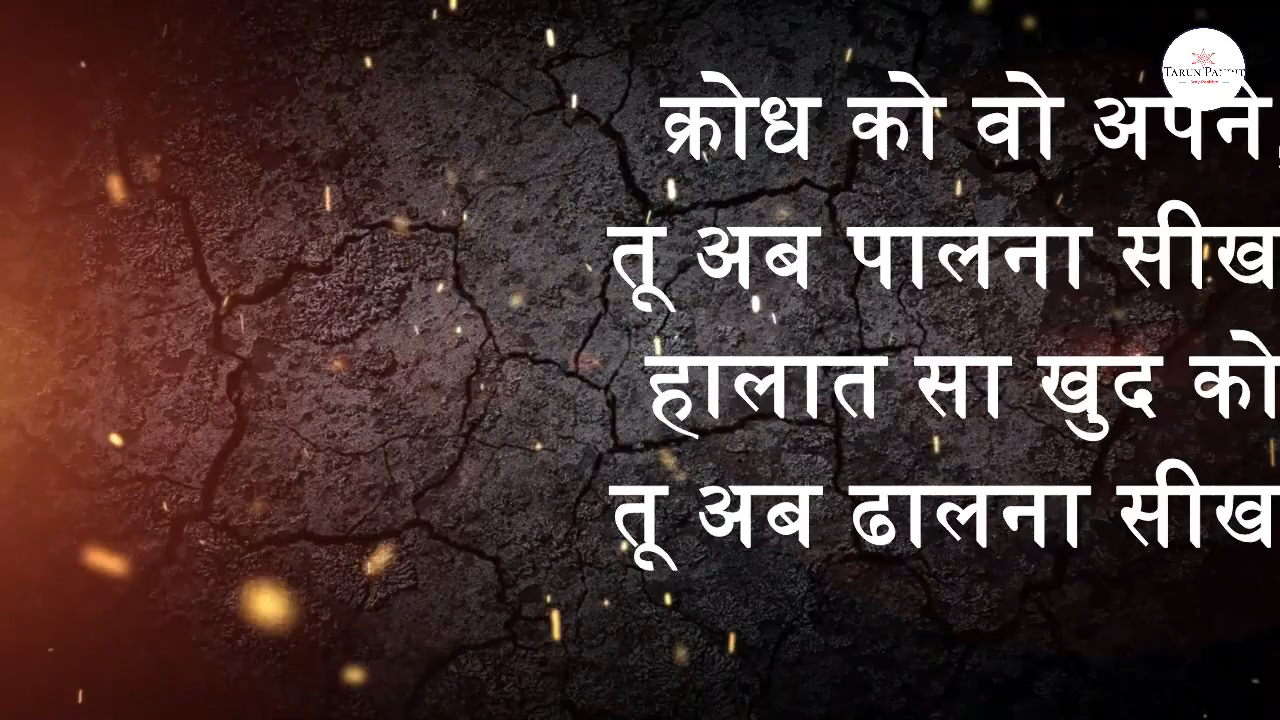 क्रोध को वो अपने,
तू अब पालना सीख
हालात सा खुद को
तू अब ढालना सीख